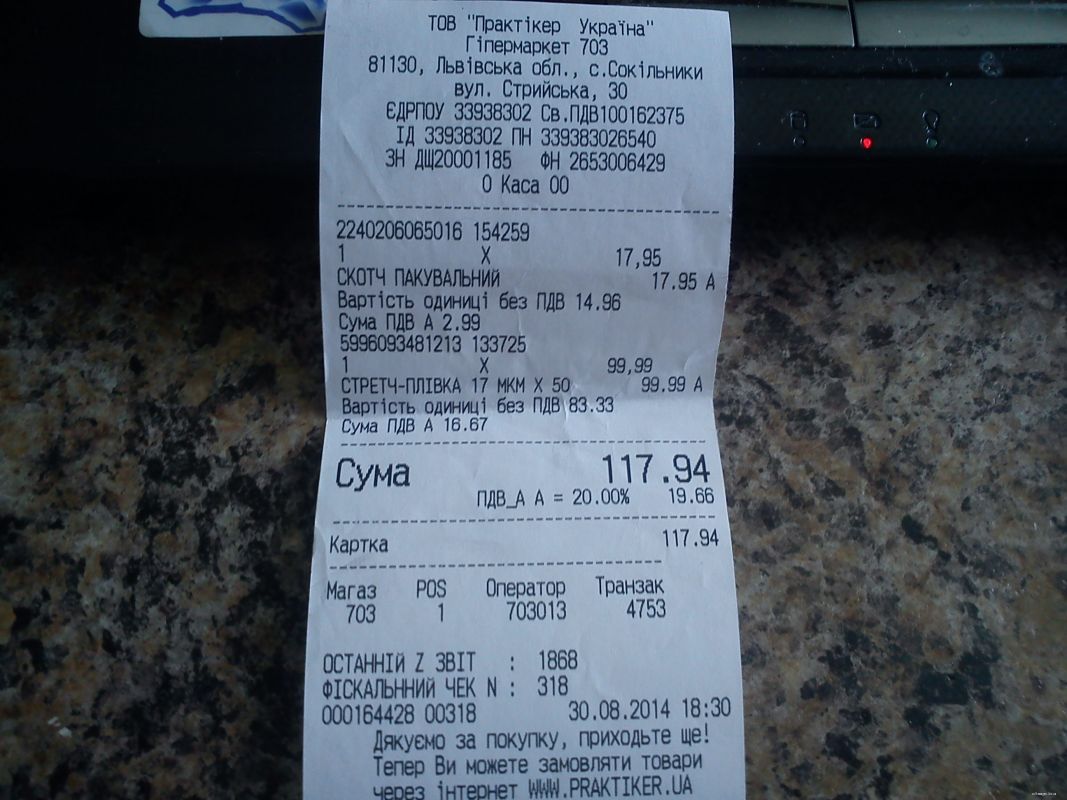 ТОВ "Практікер Україна"
Гіпермаркет 703
81130, Львівська обл., с.Сокільники
вул. Стрийська, 30
ЄДРПОУ 33938302 Св.ПДВ100162375
ІД 33938302 ПН 339383026540
ЗН ДЩ20001185 ФН 2653006429
0 Каса 00
2240206065016 154259
1 X 17,95
СКОТЧ ПАКУВАЛЬНИЙ 17.95 А
Вартість одиниці без ПДВ 14.96
Сума ПДВ А 2.99
5996093481213 133725
1 X 99,99
СТРЕТЧ-ПЛІВКА 17 МКМ Х 50 99.99 А
Вартість одиниці без ПДВ 83.33
Сума ПДВ А 16.67
Сума 117.94
ПДВ_А А = 20.00% 19.66
Картка 117.94
Магаз POS Оператор Транзак
703 1 703013 4753
ОСТАННІЙ Z ЗВІТ : 1868
ФІСКАЛЬННИЙ ЧЕК N : 318
000164428 00318 30.08.2014 18:30
Дякуємо за покупку, приходьте ще!
Тепер Ви можете замовляти товари
через інтернет WWW.PRAKTIKER.UA